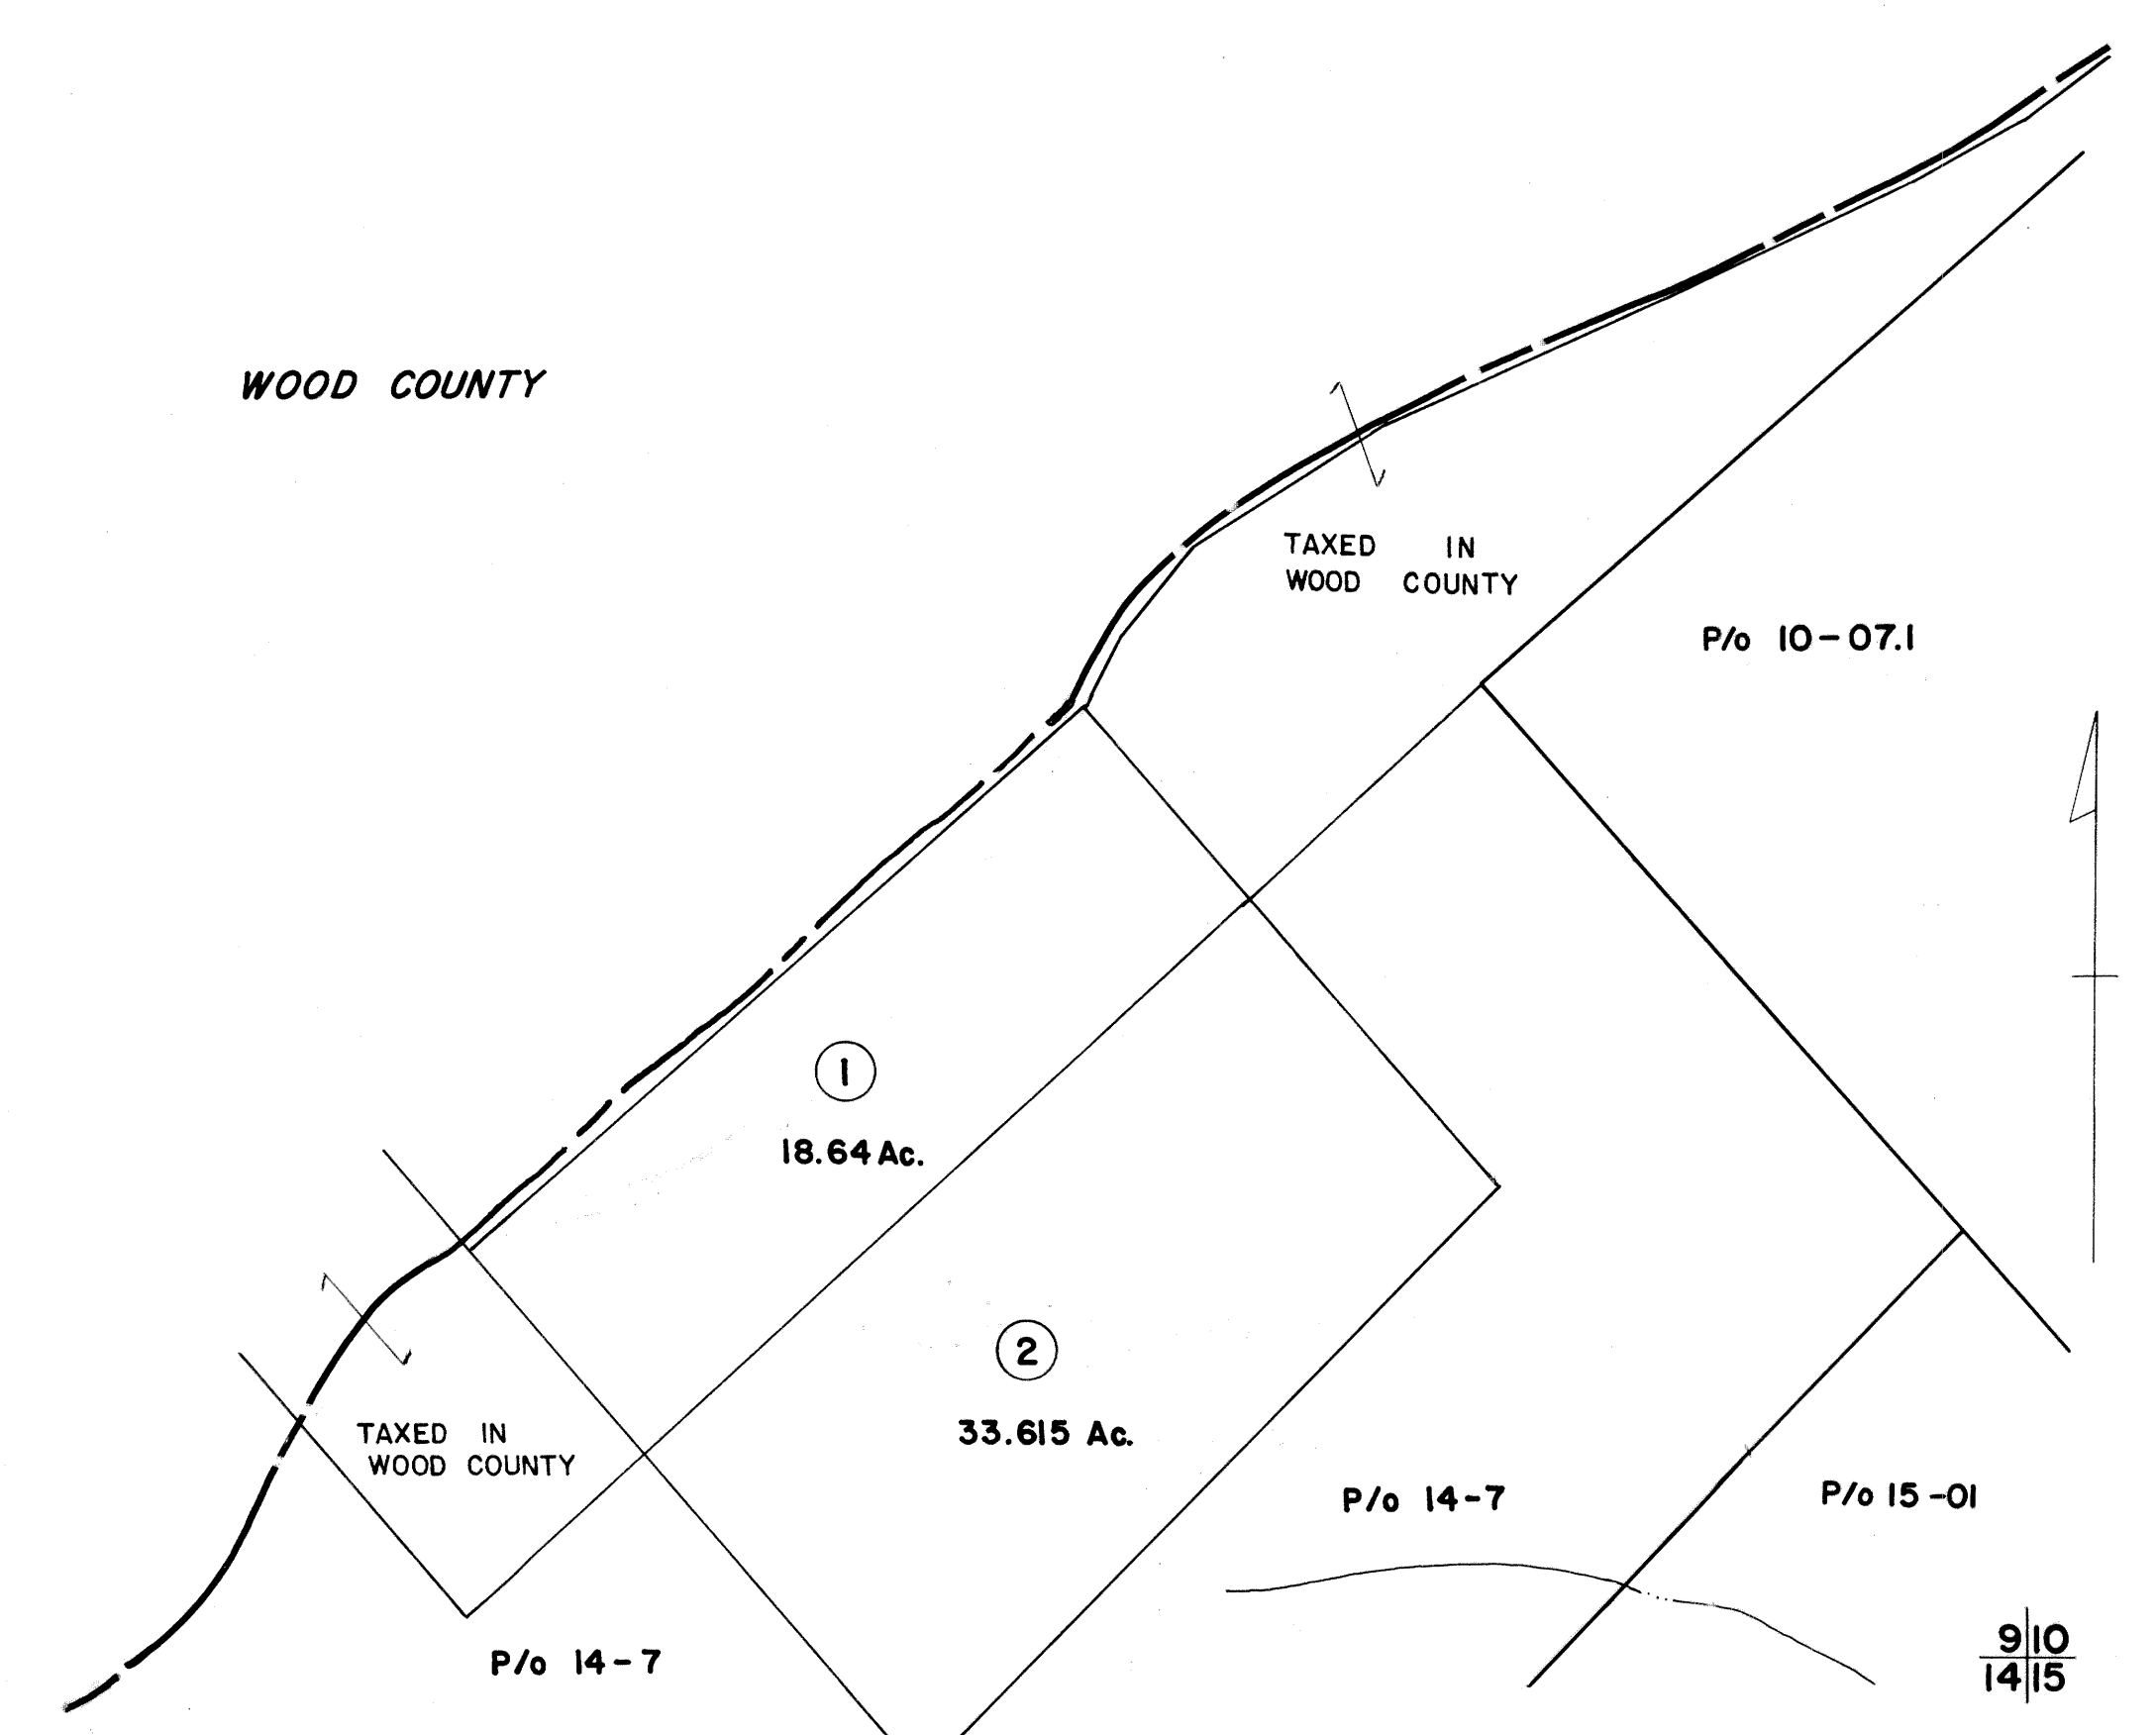 WOOD COUNTY
TAXED IN
WOOD COUNTY
P/o 10-07.1
1
18.64 Ac.
2
33.615 Ac.
TAXED IN
WOOD COUNTY
P/o 14-7
P/o 15-01
P/o 14-7
9 10
14 15